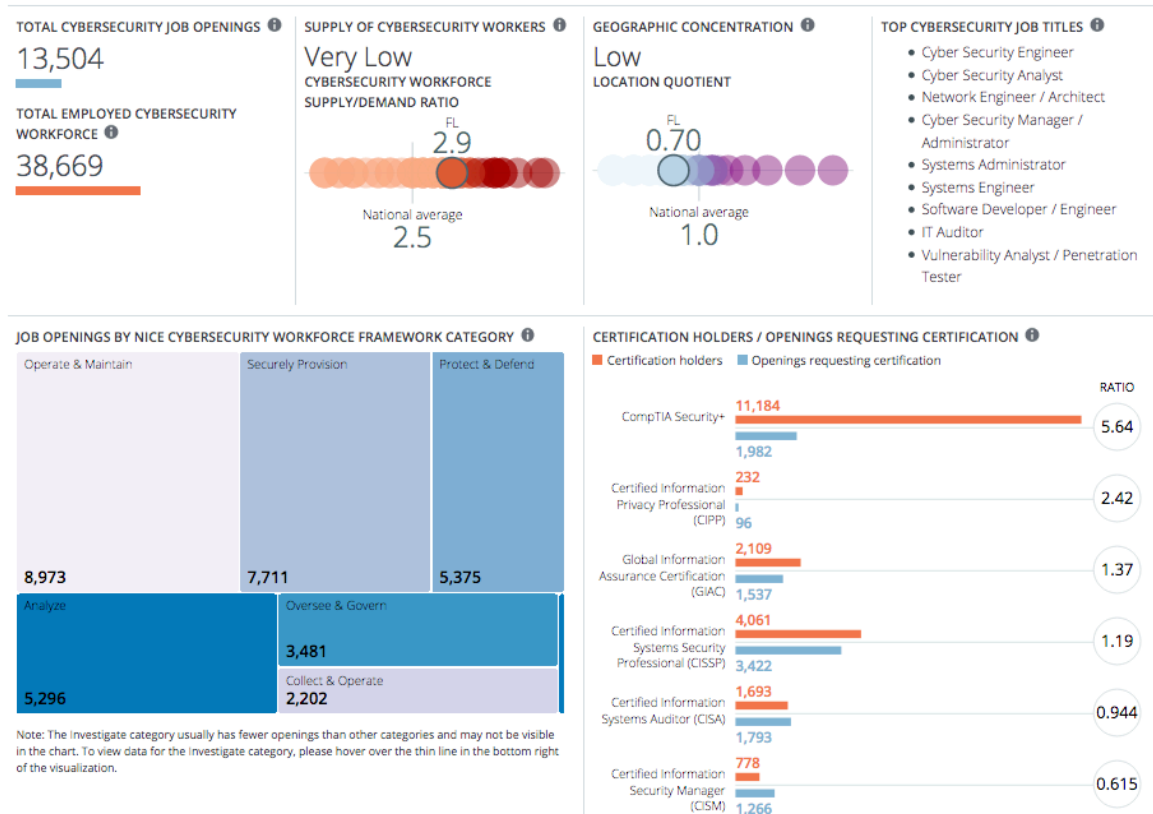 TOTAL CYBERSECURITY JOB OPENINGS
13,504
TOTAL EMPLOYED CYBERSECURITY
WORKFORCE
38,669
SUPPLY OF CYBERSECURITY WORKERS
Very Low
CYBERSECURITY WORKFORCE
SUPPLY/DEMAND RATIO
FL
2.9
National average
2.5
GEOGRAPHIC CONCENTRATION
Low
LOCATION QUOTIENT
FL
0.70
National average
1.0
TOP CYBERSECURITY JOB TITLES
• Cyber Security Engineer
• Cyber Security Analyst
• Network Engineer / Architect
• Cyber Security Manager /
Administrator
• Systems Administrator
• Systems Engineer
• Software Developer / Engineer
• IT Auditor
• Vulnerability Analyst / Penetration
Tester
JOB OPENINGS BY NICE CYBERSECURITY WORKFORCE FRAMEWORK CATEGORY
Operate & Maintain
8,973
Securely Provision
7,711
Protect & Defend
5,375
Analyze
5,296
Oversee & Govern
3,481
Collect & Operate
2,202
Note: The Investigate category usually has fewer openings than other categories and may not be visible
in the chart. To view data for the Investigate category, please hover over the thin line in the bottom right
of the visualization.
CERTIFICATION HOLDERS / OPENINGS REQUESTING CERTIFICATION
Certification holders
Openings requesting certification
RATIO
CompTIA Security+
11,184
1,982
5.64
Certified Information
Privacy Professional
(CIPP)
232
96
2.42
Global Information
Assurance Certification
(GIAC)
2,109
1,537
1.37
Certified Information
Systems Security
Professional (CISSP)
4,061
3,422
1.19
Certified Information
Systems Auditor (CISA)
1,693
1,793
0.944
Certified Information
Security Manager
(CISM)
778
1,266
0.615